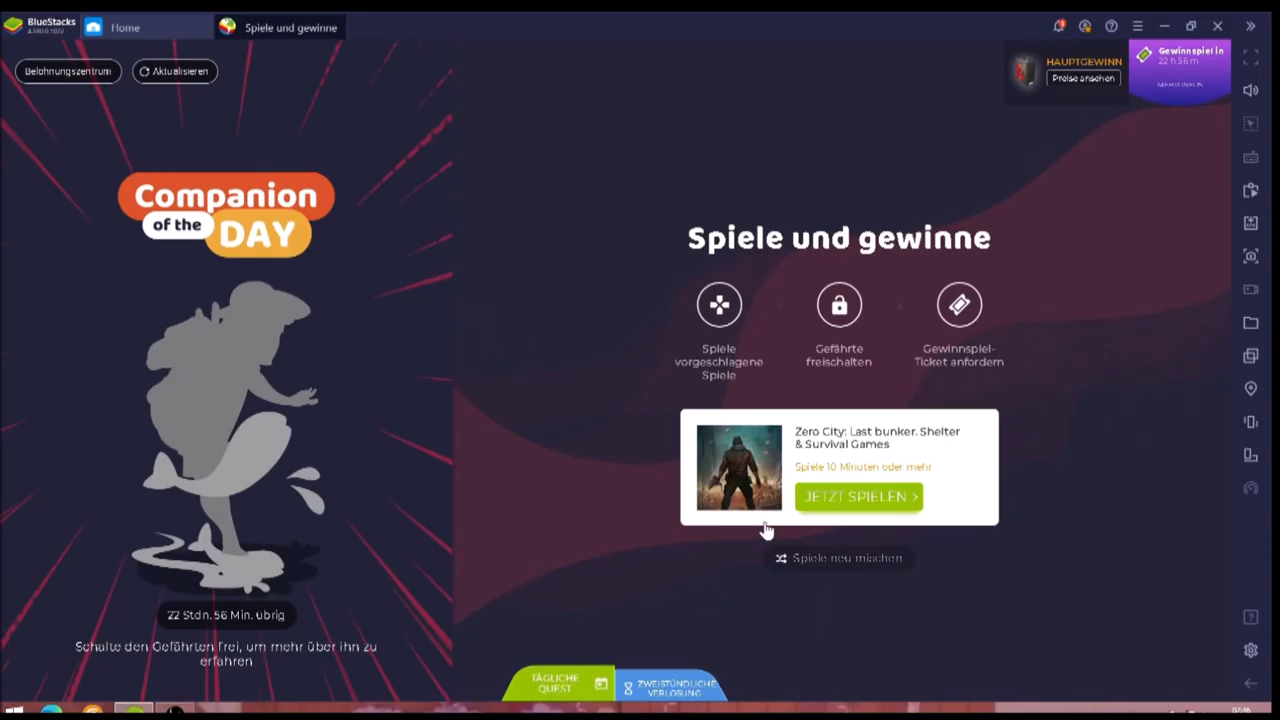 BlueStacks
Home
Spiele und gewinne
Belohnungszentrum
Aktualisieren
HAUPTGEWINN
Preise ansehen
Gewinnspiel in
22 h 56 m
Companion
of the
DAY
22 Stdn. 56 Min. übrig
Schalte den Gefährten frei, um mehr über ihn zu
erfahren
Spiele und gewinne
Spiele
vorgeschlagene
Spiele
Gefährte
freischalten
Gewinnspiel-
Ticket anfordern
Zero City: Last bunker. Shelter
& Survival Games
Spiele 10 Minuten oder mehr
JETZT SPIELEN
Spiele neu mischen
TÄGLICHE
QUEST
ZWEISTÜNDLICHE
VERLOSUNG